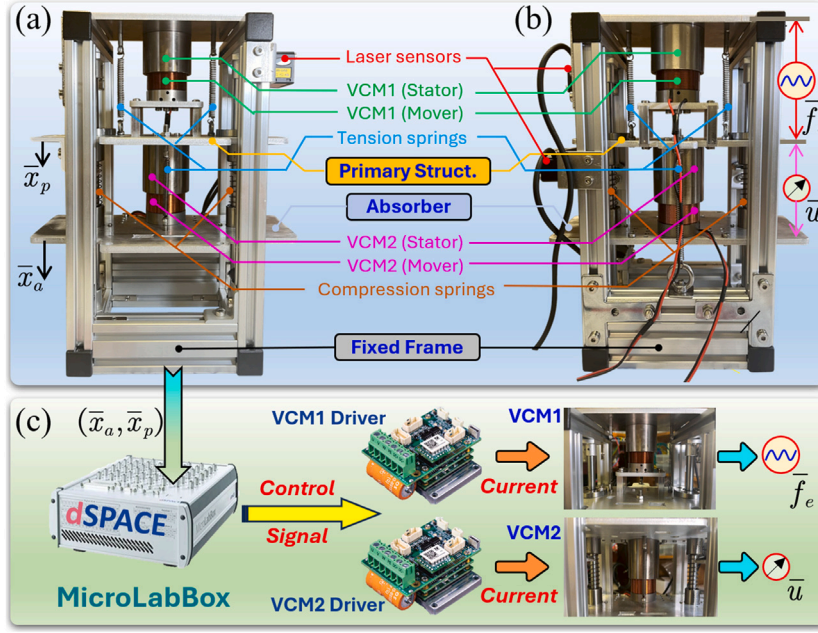 (a)
(b)
Laser sensors
VCM1 (Stator)
VCM1 (Mover)
Tension springs
Primary Struct.
Absorber
VCM2 (Stator)
VCM2 (Mover)
Compression springs
Fixed Frame
x̅ₚ
x̅ₐ
f̅
u̅
(c)
(x̅ₐ, x̅ₚ)
dSPACE
MicroLabBox
Control
Signal
VCM1 Driver
VCM2 Driver
VCM1
Current
VCM2
Current
f̅ₑ
u̅